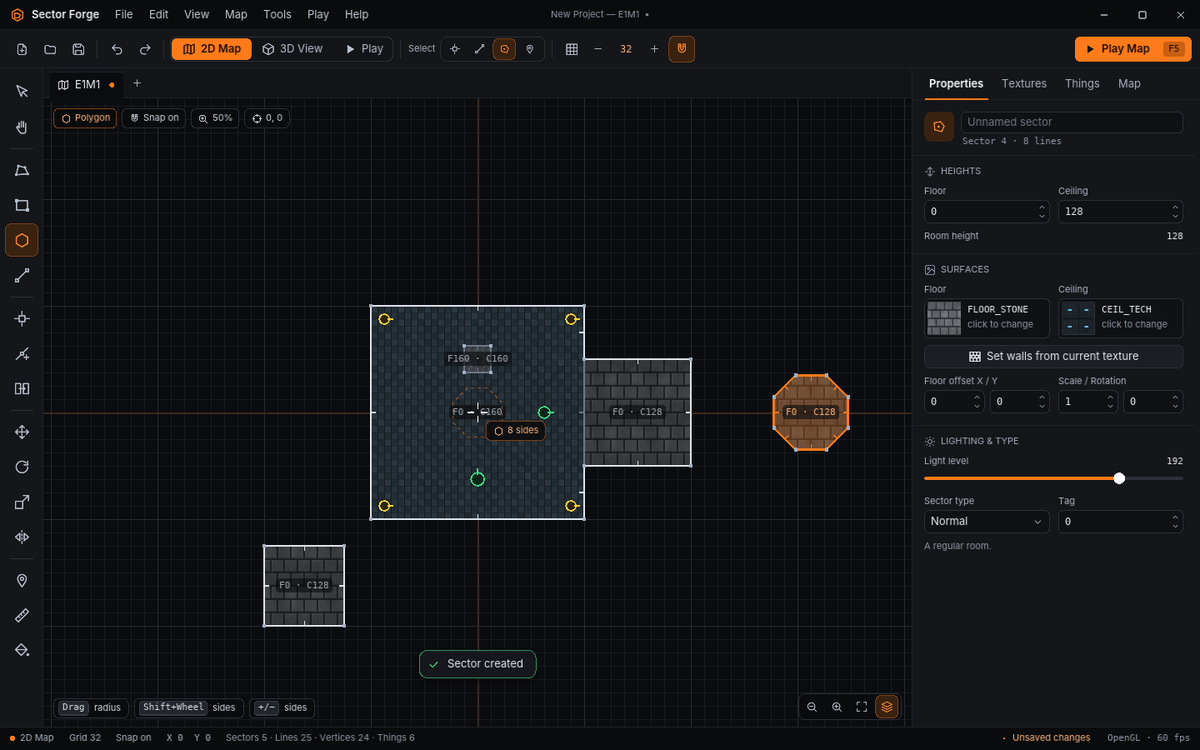 Sector Forge File Edit View Map Tools Play Help New Project — E1M1 •
2D Map 3D View Play Select 32 Play Map F5
E1M1
Polygon Snap on 50% 0, 0
Properties Textures Things Map
Unnamed sector
Sector 4 · 8 lines
HEIGHTS
Floor Ceiling
0 128
Room height 128
SURFACES
Floor Ceiling
FLOOR_STONE
click to change
CEIL_TECH
click to change
Set walls from current texture
Floor offset X / Y Scale / Rotation
0 0 1 0
LIGHTING & TYPE
Light level 192
Sector type Tag
Normal 0
A regular room.
F160 · C160
F0 · C160
8 sides
F0 · C128
F0 · C128
F0 · C128
Sector created
Drag radius Shift+Wheel sides +/− sides
2D Map Grid 32 Snap on X 0 Y 0 Sectors 5 · Lines 25 · Vertices 24 · Things 6 • Unsaved changes OpenGL · 60 fps